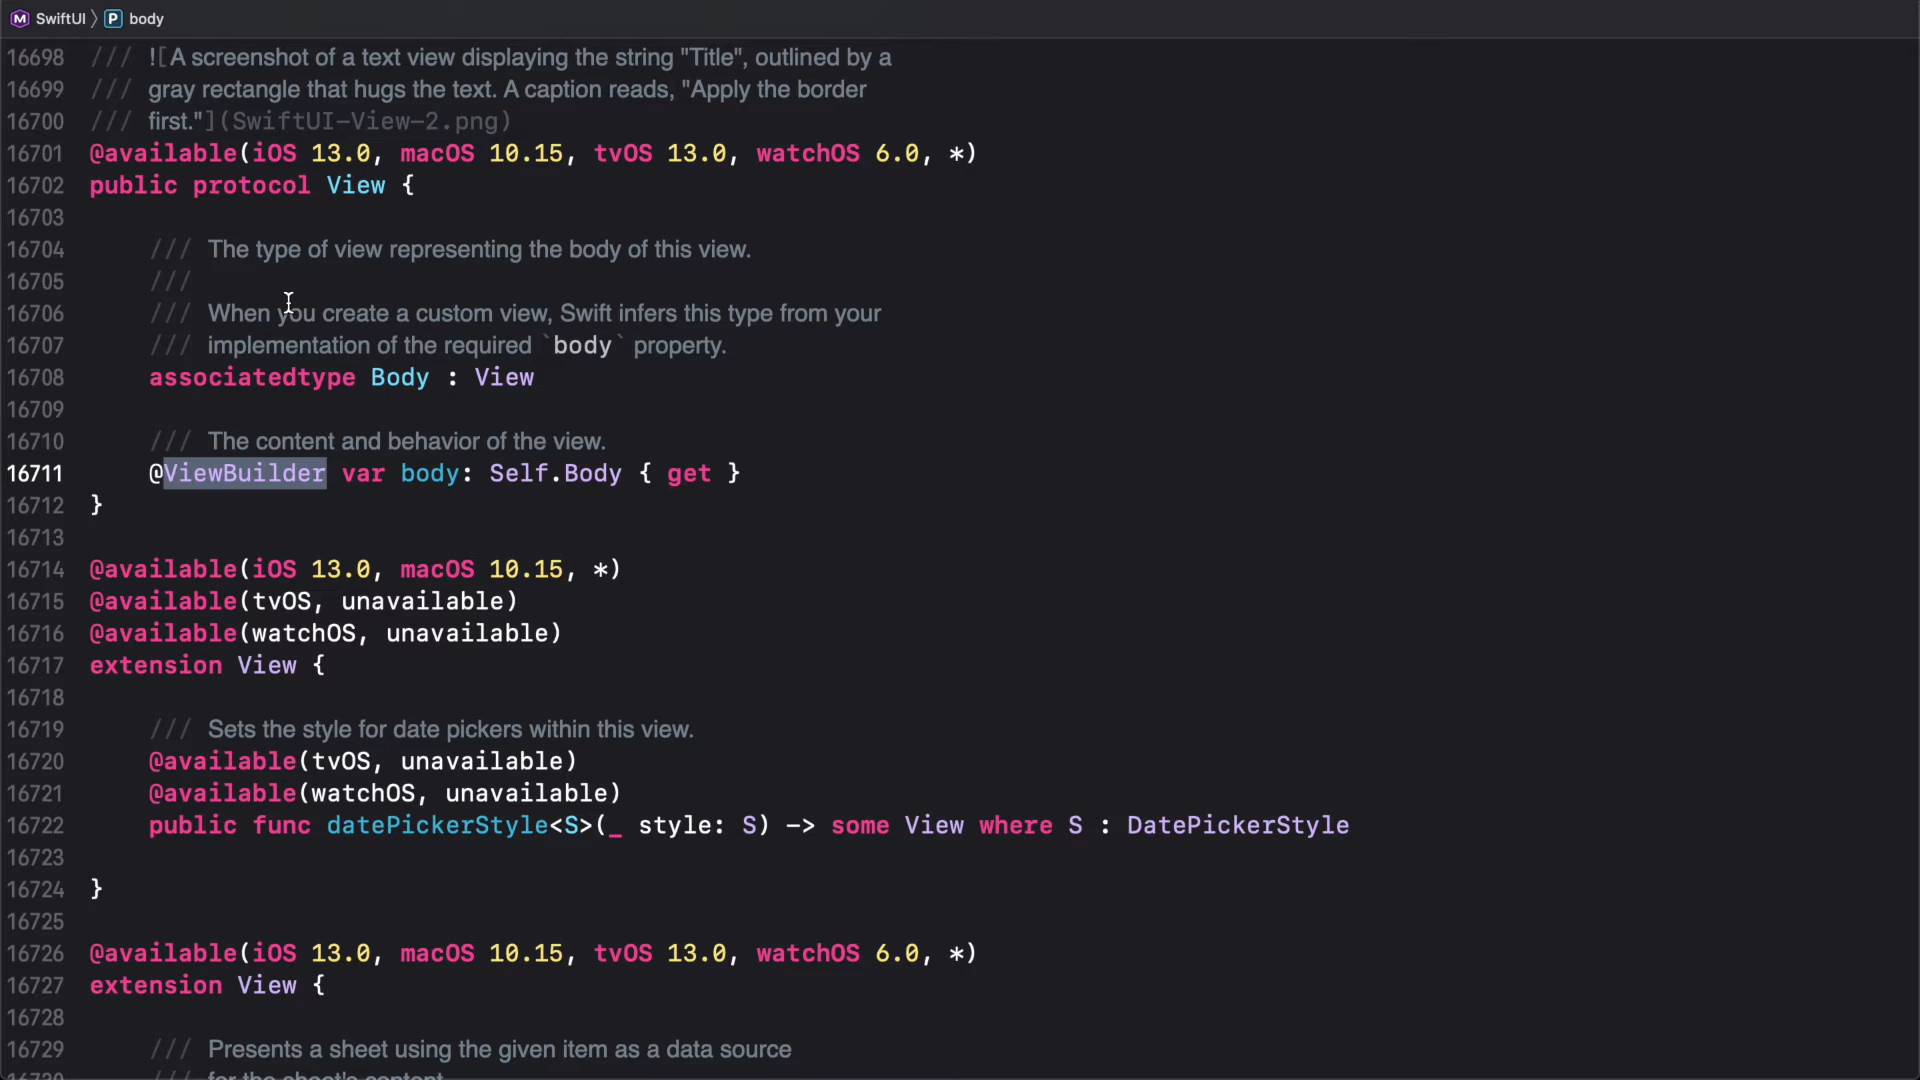 SwiftUI 〉 P body
16698 /// ![A screenshot of a text view displaying the string "Title", outlined by a
16699 /// gray rectangle that hugs the text. A caption reads, "Apply the border
16700 /// first."](SwiftUI-View-2.png)
16701 @available(iOS 13.0, macOS 10.15, tvOS 13.0, watchOS 6.0, *)
16702 public protocol View {
16703
16704     /// The type of view representing the body of this view.
16705     ///
16706     /// When you create a custom view, Swift infers this type from your
16707     /// implementation of the required `body` property.
16708     associatedtype Body : View
16709
16710     /// The content and behavior of the view.
16711     @ViewBuilder var body: Self.Body { get }
16712 }
16713
16714 @available(iOS 13.0, macOS 10.15, *)
16715 @available(tvOS, unavailable)
16716 @available(watchOS, unavailable)
16717 extension View {
16718
16719     /// Sets the style for date pickers within this view.
16720     @available(tvOS, unavailable)
16721     @available(watchOS, unavailable)
16722     public func datePickerStyle<S>(_ style: S) -> some View where S : DatePickerStyle
16723
16724 }
16725
16726 @available(iOS 13.0, macOS 10.15, tvOS 13.0, watchOS 6.0, *)
16727 extension View {
16728
16729     /// Presents a sheet using the given item as a data source
16730     /// for the sheet's content